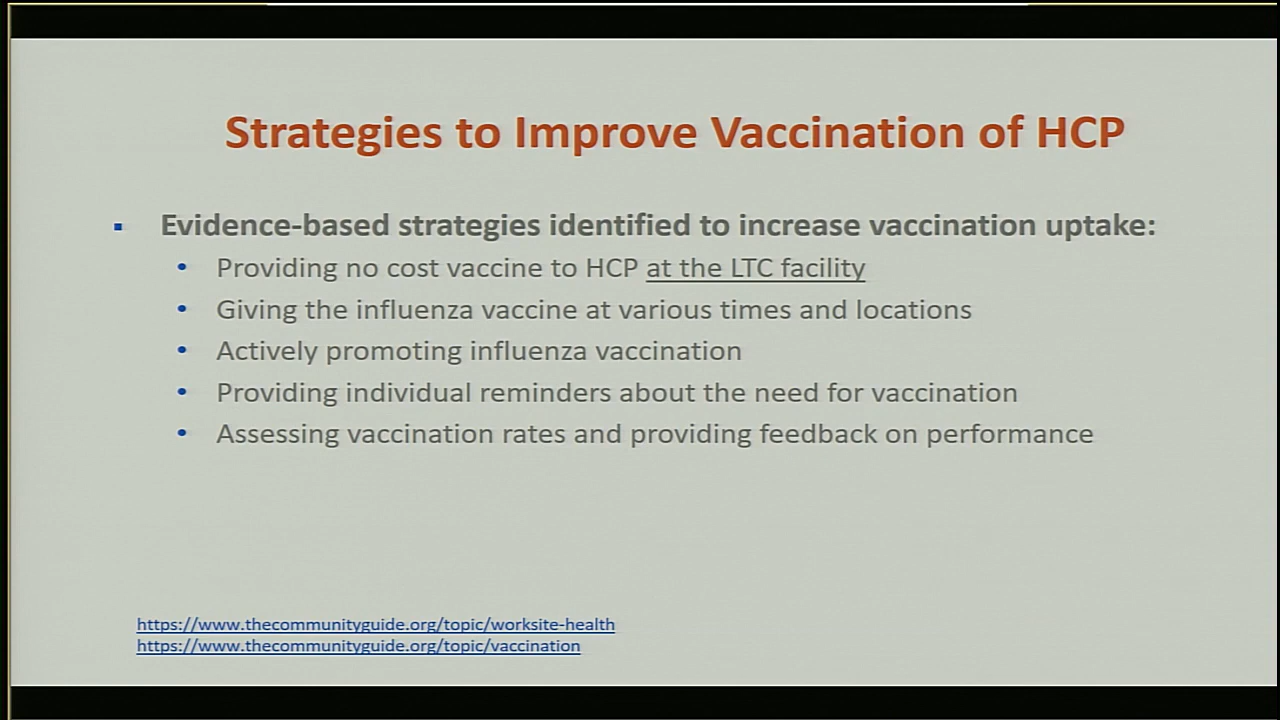 Strategies to Improve Vaccination of HCP
Evidence-based strategies identified to increase vaccination uptake:
Providing no cost vaccine to HCP at the LTC facility
Giving the influenza vaccine at various times and locations
Actively promoting influenza vaccination
Providing individual reminders about the need for vaccination
Assessing vaccination rates and providing feedback on performance
https://www.thecommunityguide.org/topic/worksite-health
https://www.thecommunityguide.org/topic/vaccination